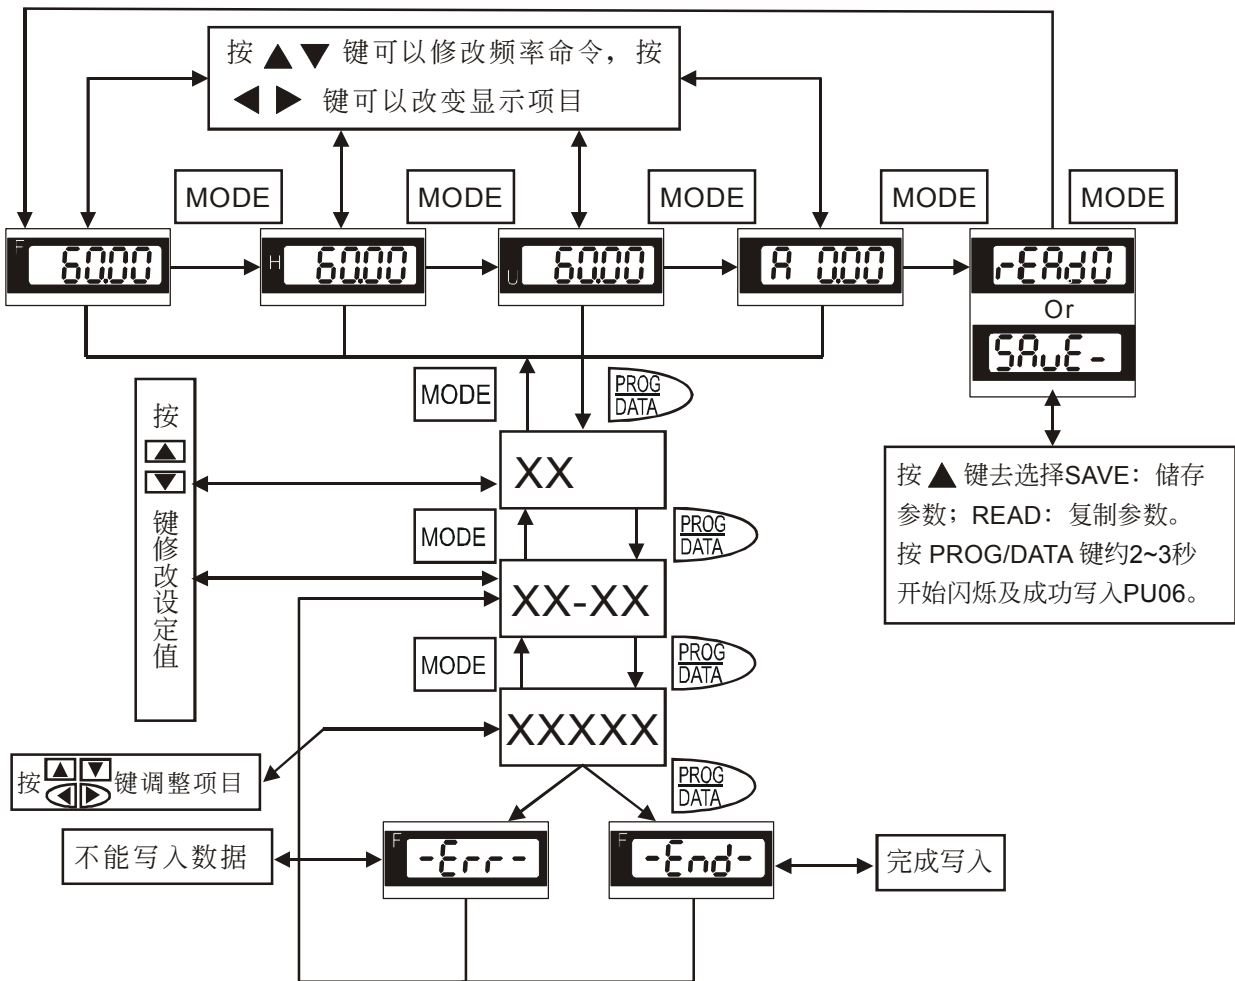 按 ▲ ▼ 键可以修改频率命令，按
◀ ▶ 键可以改变显示项目
MODE
MODE
MODE
MODE
MODE
F 60.00
H 60.00
U 60.00
A 0.00
rEAd0
Or
SAvE-
MODE
PROG
DATA
按
▲
▼
键修改设定值
XX
MODE
PROG
DATA
XX-XX
MODE
PROG
DATA
XXXXX
按 ▲ ▼ ◀ ▶ 键调整项目
PROG
DATA
按 ▲ 键去选择SAVE：储存
参数；READ：复制参数。
按 PROG/DATA 键约2~3秒
开始闪烁及成功写入PU06。
不能写入数据
F -Err-
F -End-
完成写入